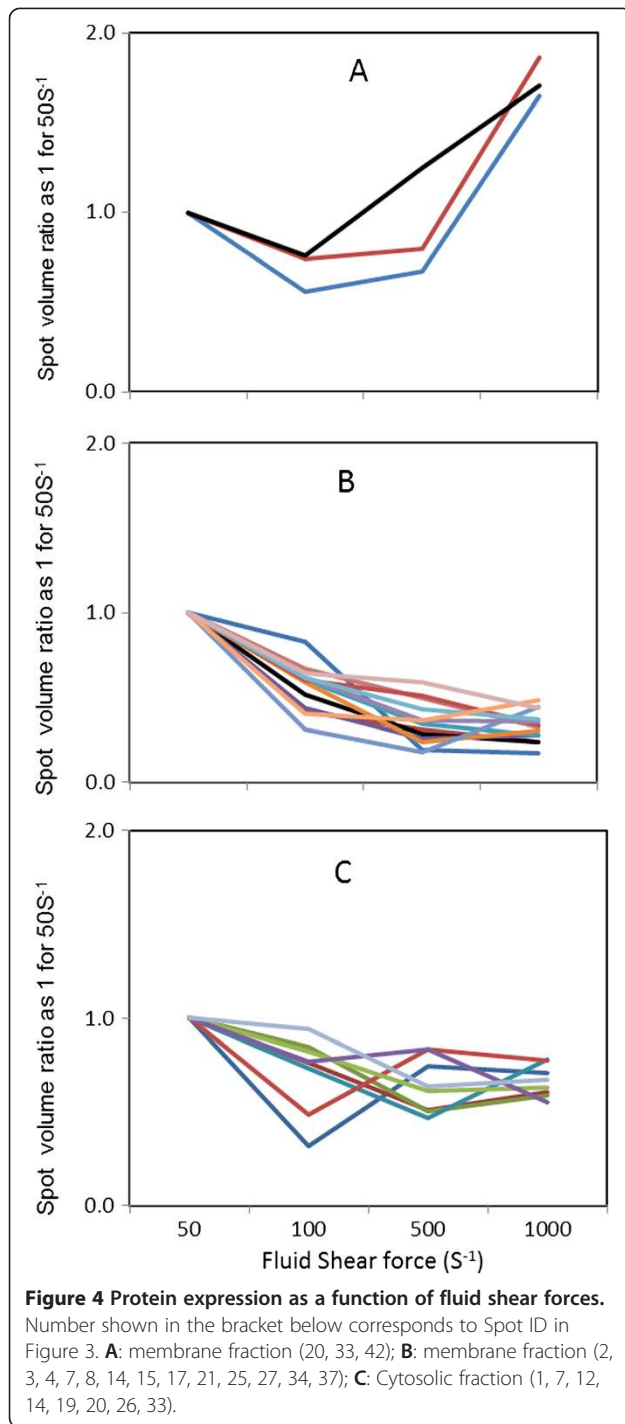 2.0
A
1.0
0.0
Spot volume ratio as 1 for 50S⁻¹
2.0
B
1.0
0.0
Spot volume ratio as 1 for 50S⁻¹
2.0
C
1.0
0.0
Spot volume ratio as 1 for 50S⁻¹
50 100 500 1000
Fluid Shear force (S⁻¹)
Figure 4 Protein expression as a function of fluid shear forces.
Number shown in the bracket below corresponds to Spot ID in
Figure 3. A: membrane fraction (20, 33, 42); B: membrane fraction (2,
3, 4, 7, 8, 14, 15, 17, 21, 25, 27, 34, 37); C: Cytosolic fraction (1, 7, 12,
14, 19, 20, 26, 33).